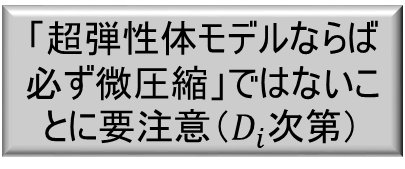 「超弾性体モデルならば
必ず微圧縮」ではないこ
とに要注意（𝐷𝑖次第）